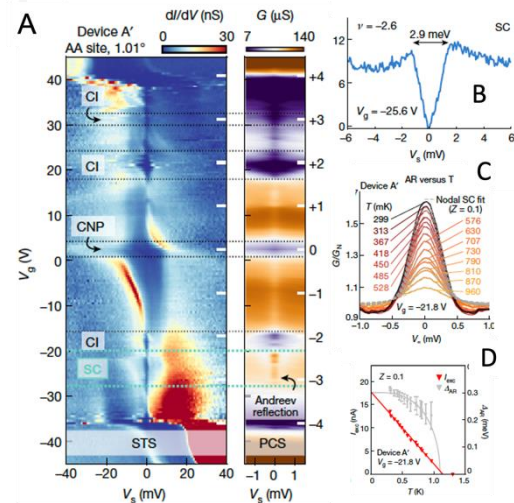 A
Device A′
AA site, 1.01°
dI/dV (nS)
0 30
G (μS)
7 140
40
30
20
10
0
−10
−20
−30
−40
V_g (V)
CI
CI
CNP
CI
SC
STS
+4
+3
+2
+1
0
−1
−2
−3
−4
Andreev
reflection
PCS
−40 −20 0 20 40
V_s (mV)
−1 0 1
V_s (mV)
ν = −2.6
2.9 meV
SC
12
8
4
0
V_g = −25.6 V
B
−6 −4 −2 0 2 4 6
V_s (mV)
C
Device A′
AR versus T
T (mK)
299
313
367
418
450
485
528
Nodal SC fit
(Z = 0.1)
576
630
707
730
790
810
870
960
G/G_N
1.5
1.2
0.9
V_g = −21.8 V
−1.0 −0.5 0 0.5 1.0
(mV)
D
Z = 0.1
I_exc
Δ_AR
20
15
10
5
0
I_exc (nA)
0.4
0.3
0.2
0.1
0.0
Δ_AR (meV)
Device A′
V_g = −21.8 V
0.0 0.5 1.0
T (K)